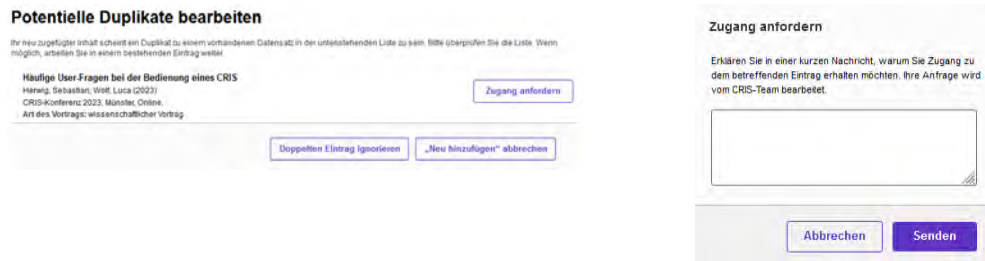 Potentielle Duplikate bearbeiten
Ihr neu zugefügter Inhalt scheint ein Duplikat zu einem vorhandenen Datensatz in der untenstehenden Liste zu sein. Bitte überprüfen Sie die Liste. Wenn
möglich, arbeiten Sie in einem bestehenden Eintrag weiter.
Häufige User-Fragen bei der Bedienung eines CRIS
Herwig, Sebastian; Wolf, Luca (2023)
CRIS-Konferenz 2023, Münster, Online.
Art des Vortrags: wissenschaftlicher Vortrag
Zugang anfordern
Doppelten Eintrag ignorieren
„Neu hinzufügen“ abbrechen
Zugang anfordern
Erklären Sie in einer kurzen Nachricht, warum Sie Zugang zu
dem betreffenden Eintrag erhalten möchten. Ihre Anfrage wird
vom CRIS-Team bearbeitet.
Abbrechen
Senden